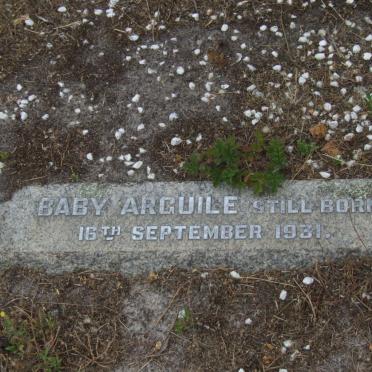 BABY ARGUILE STILL BORN
16TH SEPTEMBER 1931.